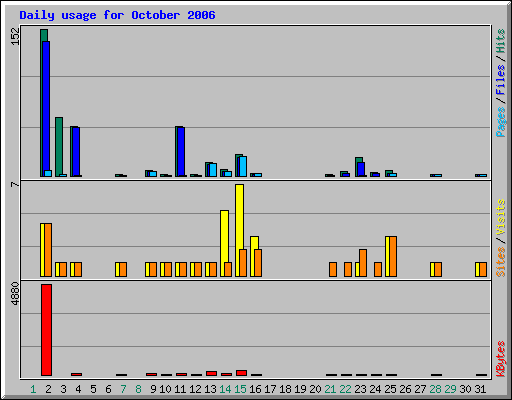 Daily usage for October 2006
152
Pages / Files / Hits
7
Sites / Visits
4880
KBytes
1 2 3 4 5 6 7 8 9 10 11 12 13 14 15 16 17 18 19 20 21 22 23 24 25 26 27 28 29 30 31